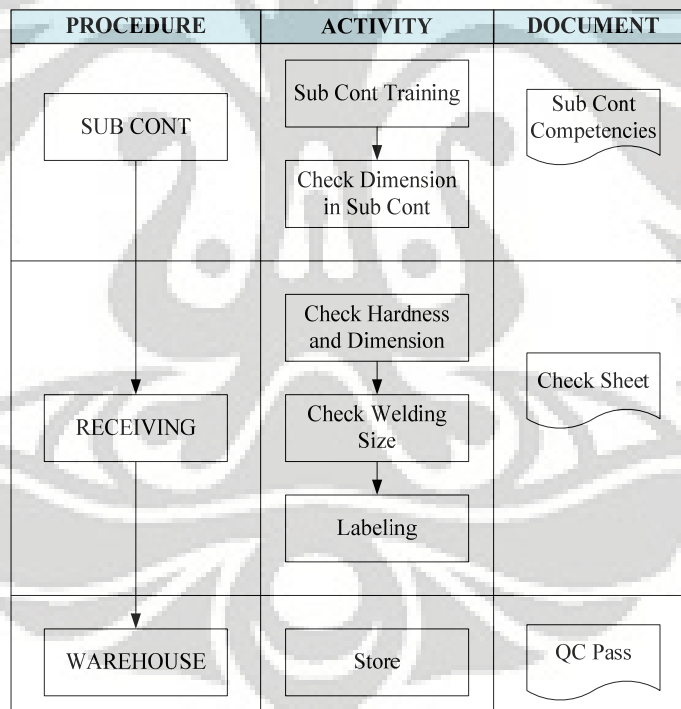 PROCEDURE
ACTIVITY
DOCUMENT
SUB CONT
Sub Cont Training
Check Dimension
in Sub Cont
Sub Cont
Competencies
RECEIVING
Check Hardness
and Dimension
Check Welding
Size
Labeling
Check Sheet
WAREHOUSE
Store
QC Pass